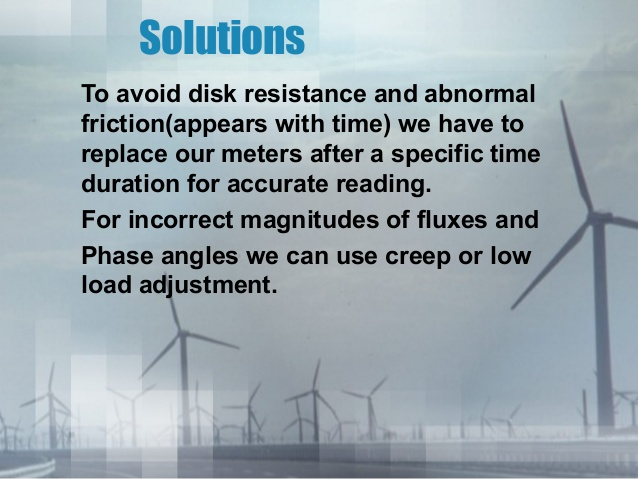 Solutions
To avoid disk resistance and abnormal
friction(appears with time) we have to
replace our meters after a specific time
duration for accurate reading.
For incorrect magnitudes of fluxes and
Phase angles we can use creep or low
load adjustment.